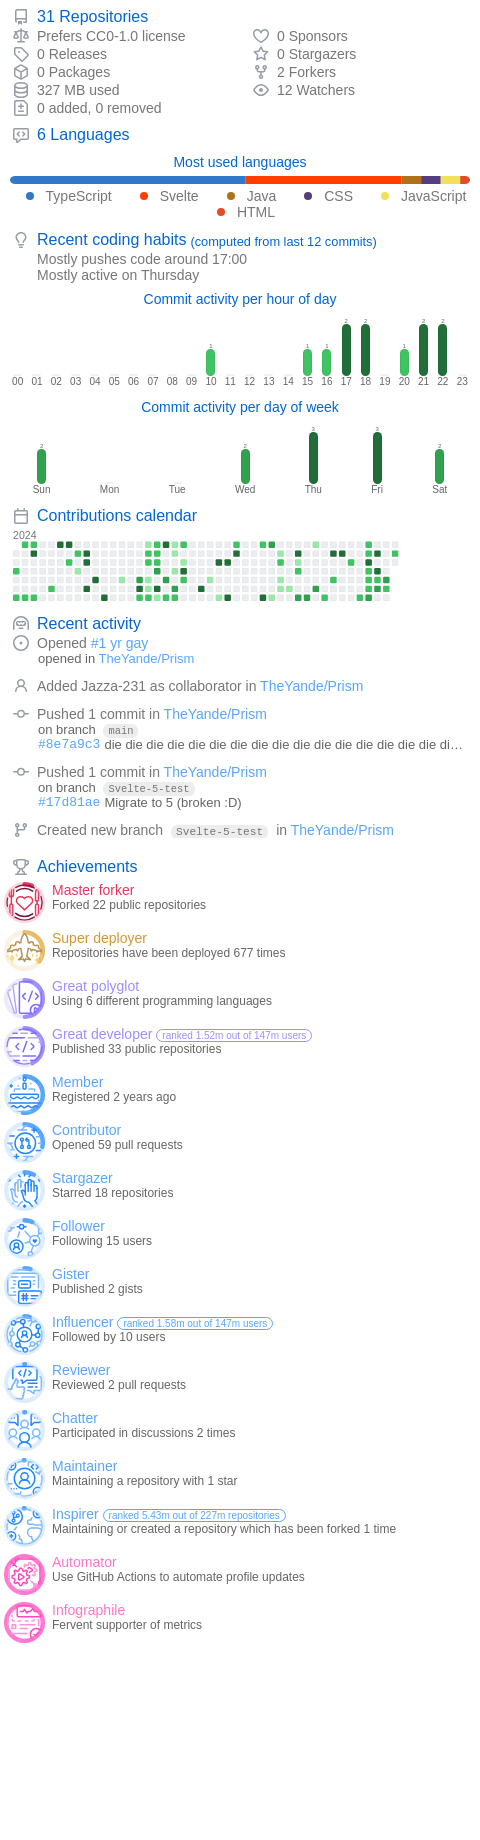 31 Repositories
Prefers CC0-1.0 license
0 Sponsors
0 Releases
0 Stargazers
0 Packages
2 Forkers
327 MB used
12 Watchers
0 added, 0 removed
6 Languages
Most used languages
TypeScript Svelte Java CSS JavaScript
HTML
Recent coding habits (computed from last 12 commits)
Mostly pushes code around 17:00
Mostly active on Thursday
Commit activity per hour of day
1 1 1 2 2 1 2 2
00 01 02 03 04 05 06 07 08 09 10 11 12 13 14 15 16 17 18 19 20 21 22 23
Commit activity per day of week
2 2 3 3 2
Sun Mon Tue Wed Thu Fri Sat
Contributions calendar
2024
Recent activity
Opened #1 yr gay
opened in TheYande/Prism
Added Jazza-231 as collaborator in TheYande/Prism
Pushed 1 commit in TheYande/Prism
on branch main
#8e7a9c3 die die die die die die die die die die die die die die die die di…
Pushed 1 commit in TheYande/Prism
on branch Svelte-5-test
#17d81ae Migrate to 5 (broken :D)
Created new branch Svelte-5-test in TheYande/Prism
Achievements
Master forker
Forked 22 public repositories
Super deployer
Repositories have been deployed 677 times
Great polyglot
Using 6 different programming languages
Great developer ranked 1.52m out of 147m users
Published 33 public repositories
Member
Registered 2 years ago
Contributor
Opened 59 pull requests
Stargazer
Starred 18 repositories
Follower
Following 15 users
Gister
Published 2 gists
Influencer ranked 1.58m out of 147m users
Followed by 10 users
Reviewer
Reviewed 2 pull requests
Chatter
Participated in discussions 2 times
Maintainer
Maintaining a repository with 1 star
Inspirer ranked 5.43m out of 227m repositories
Maintaining or created a repository which has been forked 1 time
Automator
Use GitHub Actions to automate profile updates
Infographile
Fervent supporter of metrics